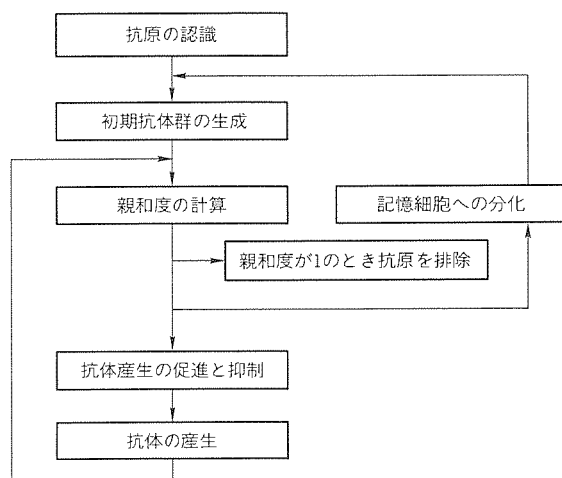 抗原の認識
初期抗体群の生成
親和度の計算
記憶細胞への分化
親和度が1のとき抗原を排除
抗体産生の促進と抑制
抗体の産生